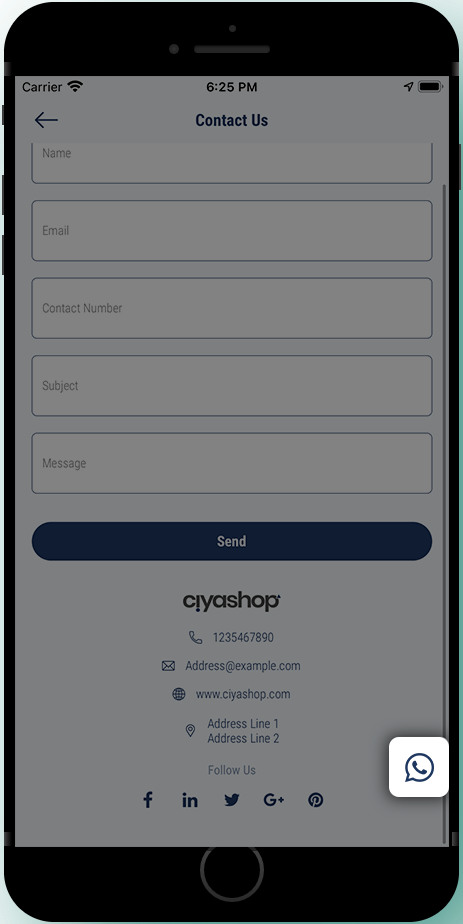 Carrier 6:25 PM
Contact Us
Name
Email
Contact Number
Subject
Message
Send
ciyashop
1235467890
Address@example.com
www.ciyashop.com
Address Line 1
Address Line 2
Follow Us